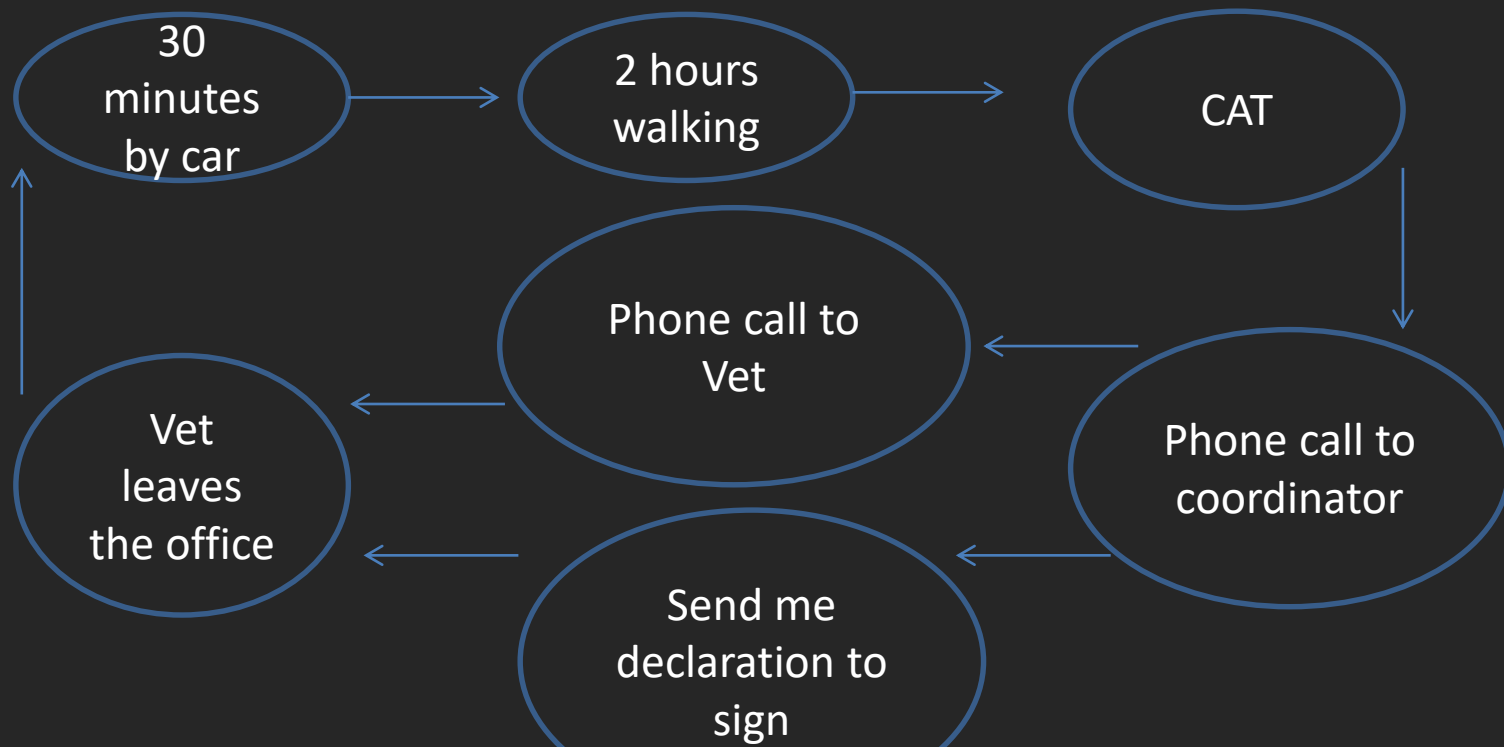 30
minutes
by car
2 hours
walking
CAT
Phone call to
Vet
Vet
leaves
the office
Phone call to
coordinator
Send me
declaration to
sign